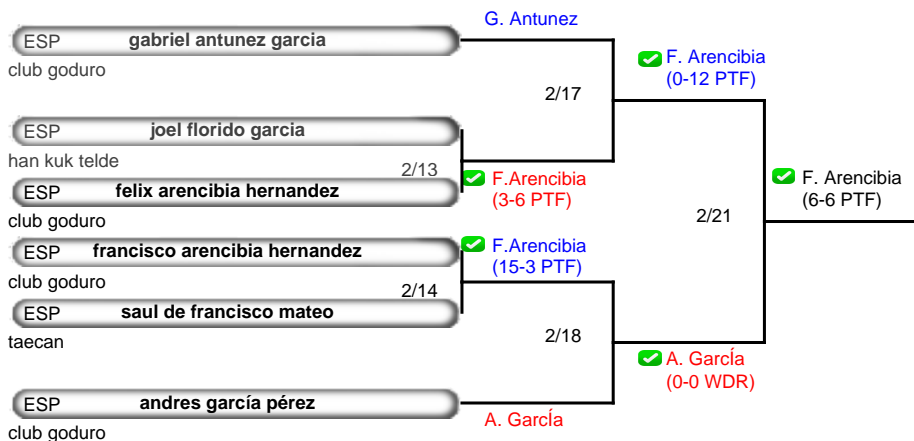 G. Antunez
ESP gabriel antunez garcia
club goduro
F. Arencibia
(0-12 PTF)
2/17
ESP joel florido garcia
han kuk telde
2/13
F.Arencibia
(3-6 PTF)
ESP felix arencibia hernandez
club goduro
F. Arencibia
(6-6 PTF)
2/21
ESP francisco arencibia hernandez
club goduro
F.Arencibia
(15-3 PTF)
2/14
ESP saul de francisco mateo
taecan
2/18
A. GarcÍa
(0-0 WDR)
ESP andres garcía pérez
club goduro
A. GarcÍa